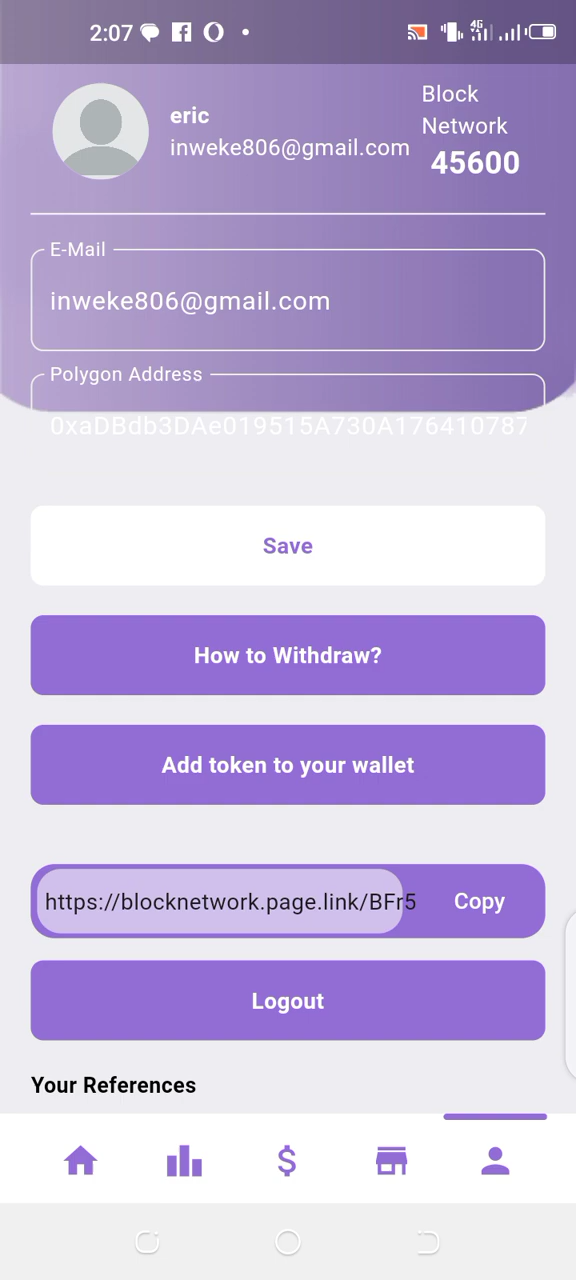 2:07
4G
eric
inweke806@gmail.com
Block
Network
45600
E-Mail
inweke806@gmail.com
Polygon Address
0xaDBdb3DAe019515A730A176410787
Save
How to Withdraw?
Add token to your wallet
https://blocknetwork.page.link/BFr5
Copy
Logout
Your References